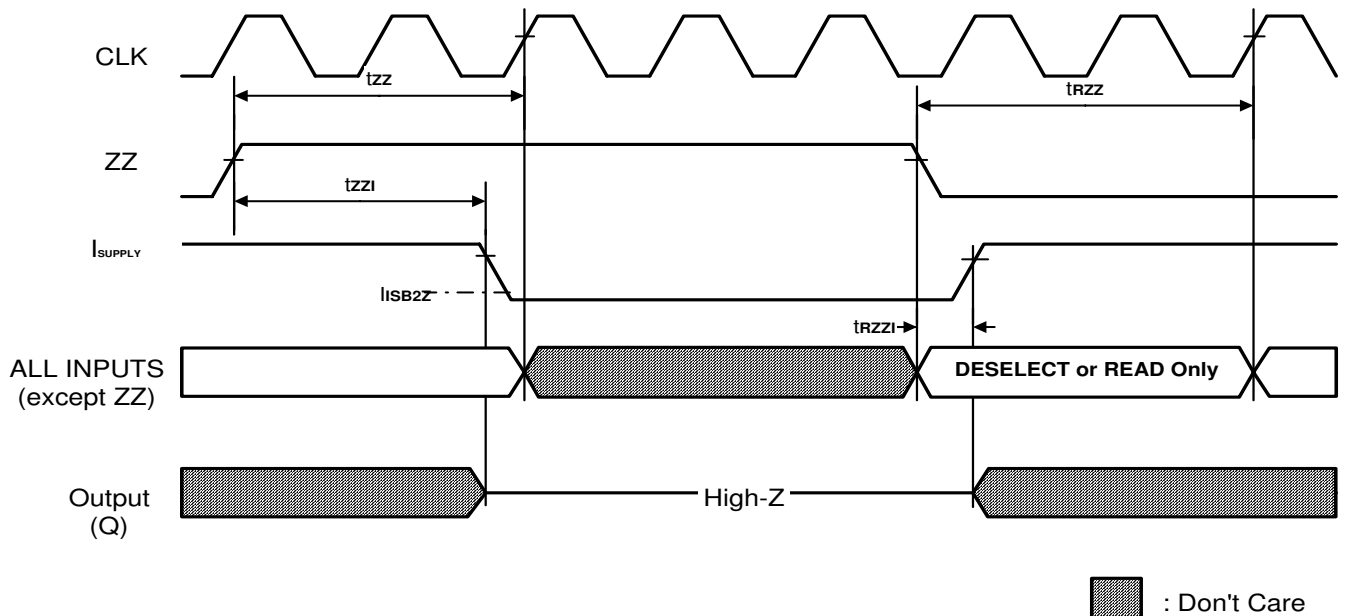 CLK
tZZ
tRZZ
ZZ
tZZI
ISUPPLY
IISB2Z
tRZZI
ALL INPUTS
(except ZZ)
DESELECT or READ Only
Output
(Q)
High-Z
: Don't Care